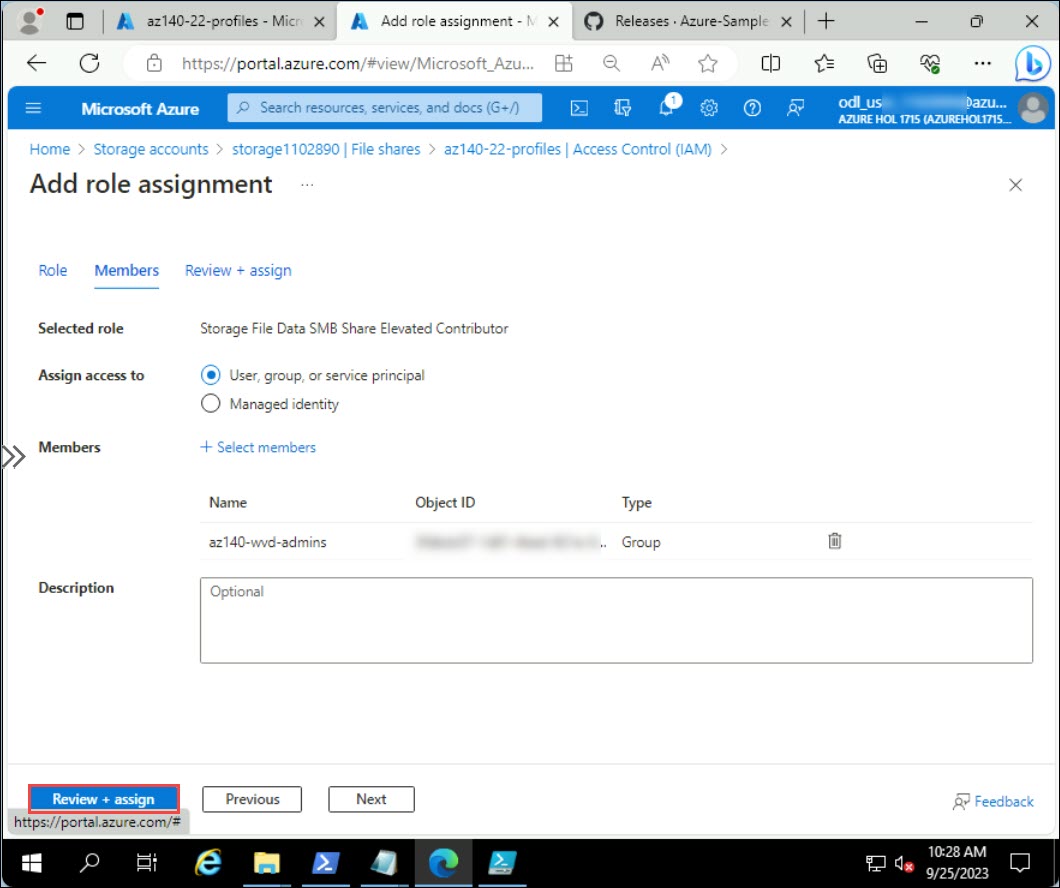 az140-22-profiles - Micr
Add role assignment - M
Releases · Azure-Sample
https://portal.azure.com/#view/Microsoft_Azu...
Microsoft Azure
Search resources, services, and docs (G+/)
1
odl_us azu...
AZURE HOL 1715 (AZUREHOL1715...
Home > Storage accounts > storage1102890 | File shares > az140-22-profiles | Access Control (IAM) >
Add role assignment ...
Role Members Review + assign
Selected role Storage File Data SMB Share Elevated Contributor
Assign access to User, group, or service principal
Managed identity
Members + Select members
Name Object ID Type
az140-wvd-admins .. Group
Description Optional
Review + assign Previous Next Feedback
https://portal.azure.com/#
10:28 AM
9/25/2023